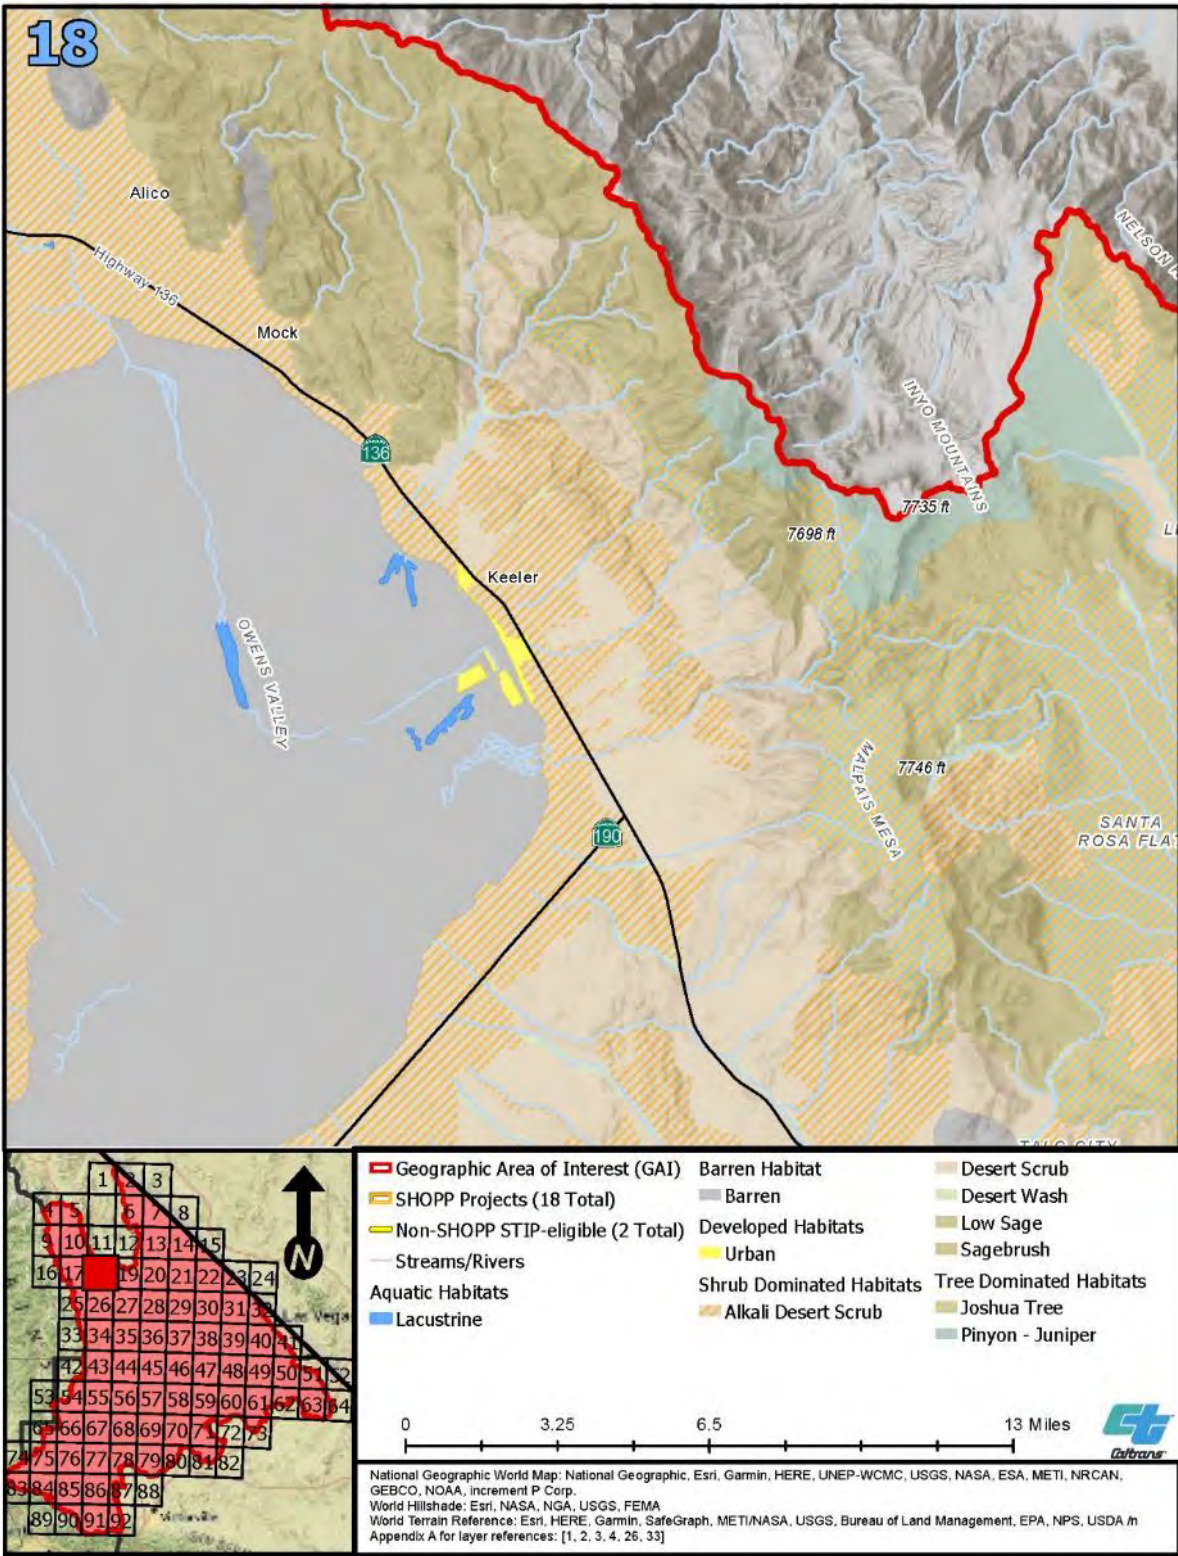 18
NELSON R
Alico
Highway 136
Mock
136
INYO MOUNTAINS
7735 ft
7698 ft
Keeler
OWENS VALLEY
MALPAIS MESA
7746 ft
SANTA
ROSA FLAT
190
TALC CITY
Geographic Area of Interest (GAI)
SHOPP Projects (18 Total)
Non-SHOPP STIP-eligible (2 Total)
Streams/Rivers
Aquatic Habitats
Lacustrine
Barren Habitat
Barren
Developed Habitats
Urban
Shrub Dominated Habitats
Alkali Desert Scrub
Desert Scrub
Desert Wash
Low Sage
Sagebrush
Tree Dominated Habitats
Joshua Tree
Pinyon - Juniper
0 3.25 6.5 13 Miles
Caltrans
N
1 2 3
4 5 6 7 8
9 10 11 12 13 14 15
16 17 19 20 21 22 23 24
25 26 27 28 29 30 31 32 Las Vega
33 34 35 36 37 38 39 40 41
42 43 44 45 46 47 48 49 50 51 52
53 54 55 56 57 58 59 60 61 62 63 64
65 66 67 68 69 70 71 72 73
74 75 76 77 78 79 80 81 82
83 84 85 86 87 88
89 90 91 92
National Geographic World Map: National Geographic, Esri, Garmin, HERE, UNEP-WCMC, USGS, NASA, ESA, METI, NRCAN,
GEBCO, NOAA, increment P Corp.
World Hillshade: Esri, NASA, NGA, USGS, FEMA
World Terrain Reference: Esri, HERE, Garmin, SafeGraph, METI/NASA, USGS, Bureau of Land Management, EPA, NPS, USDA /n
Appendix A for layer references: [1, 2, 3, 4, 26, 33]